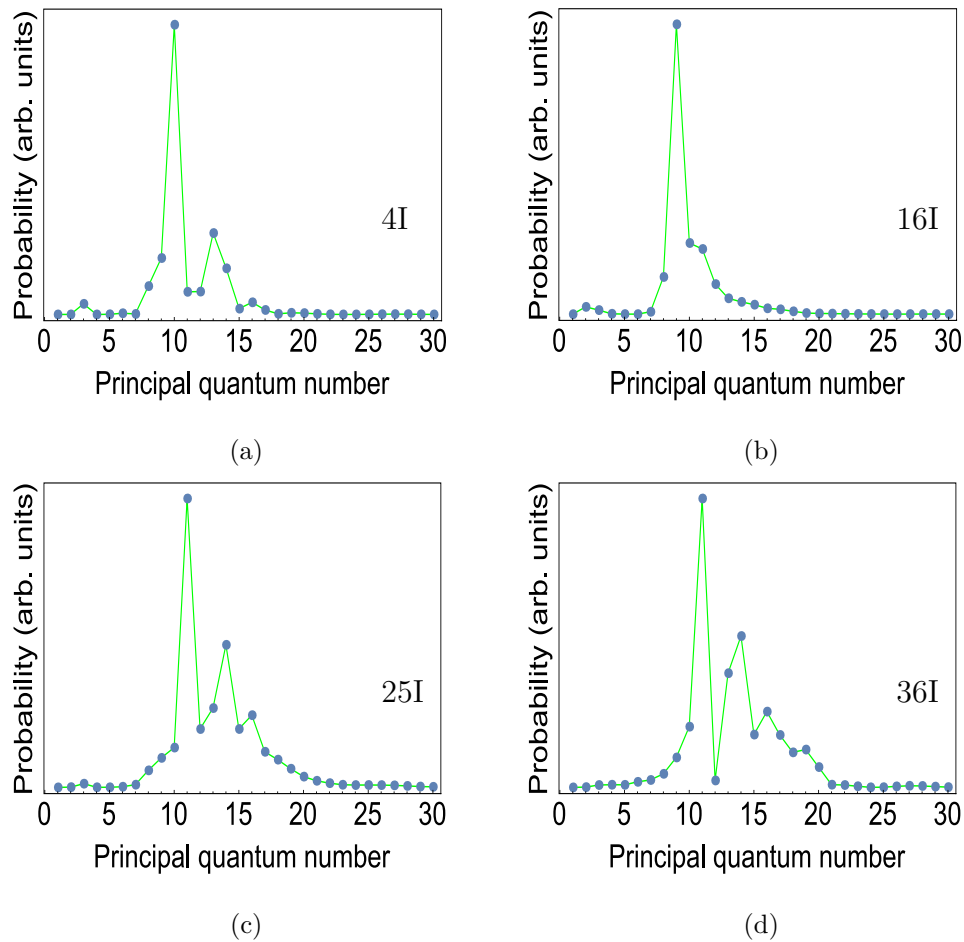 Probability (arb. units)
4I
0 5 10 15 20 25 30
Principal quantum number
(a)
Probability (arb. units)
16I
0 5 10 15 20 25 30
Principal quantum number
(b)
Probability (arb. units)
25I
0 5 10 15 20 25 30
Principal quantum number
(c)
Probability (arb. units)
36I
0 5 10 15 20 25 30
Principal quantum number
(d)